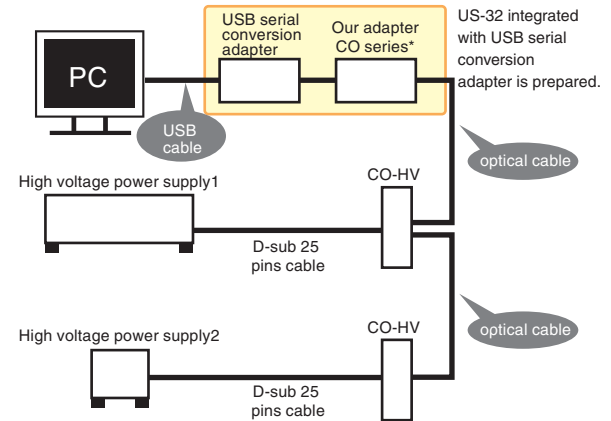 USB serial
conversion
adapter
Our adapter
CO series*
US-32 integrated
with USB serial
conversion
adapter is prepared.
PC
USB
cable
optical cable
High voltage power supply1
CO-HV
D-sub 25
pins cable
optical cable
High voltage power supply2
CO-HV
D-sub 25
pins cable